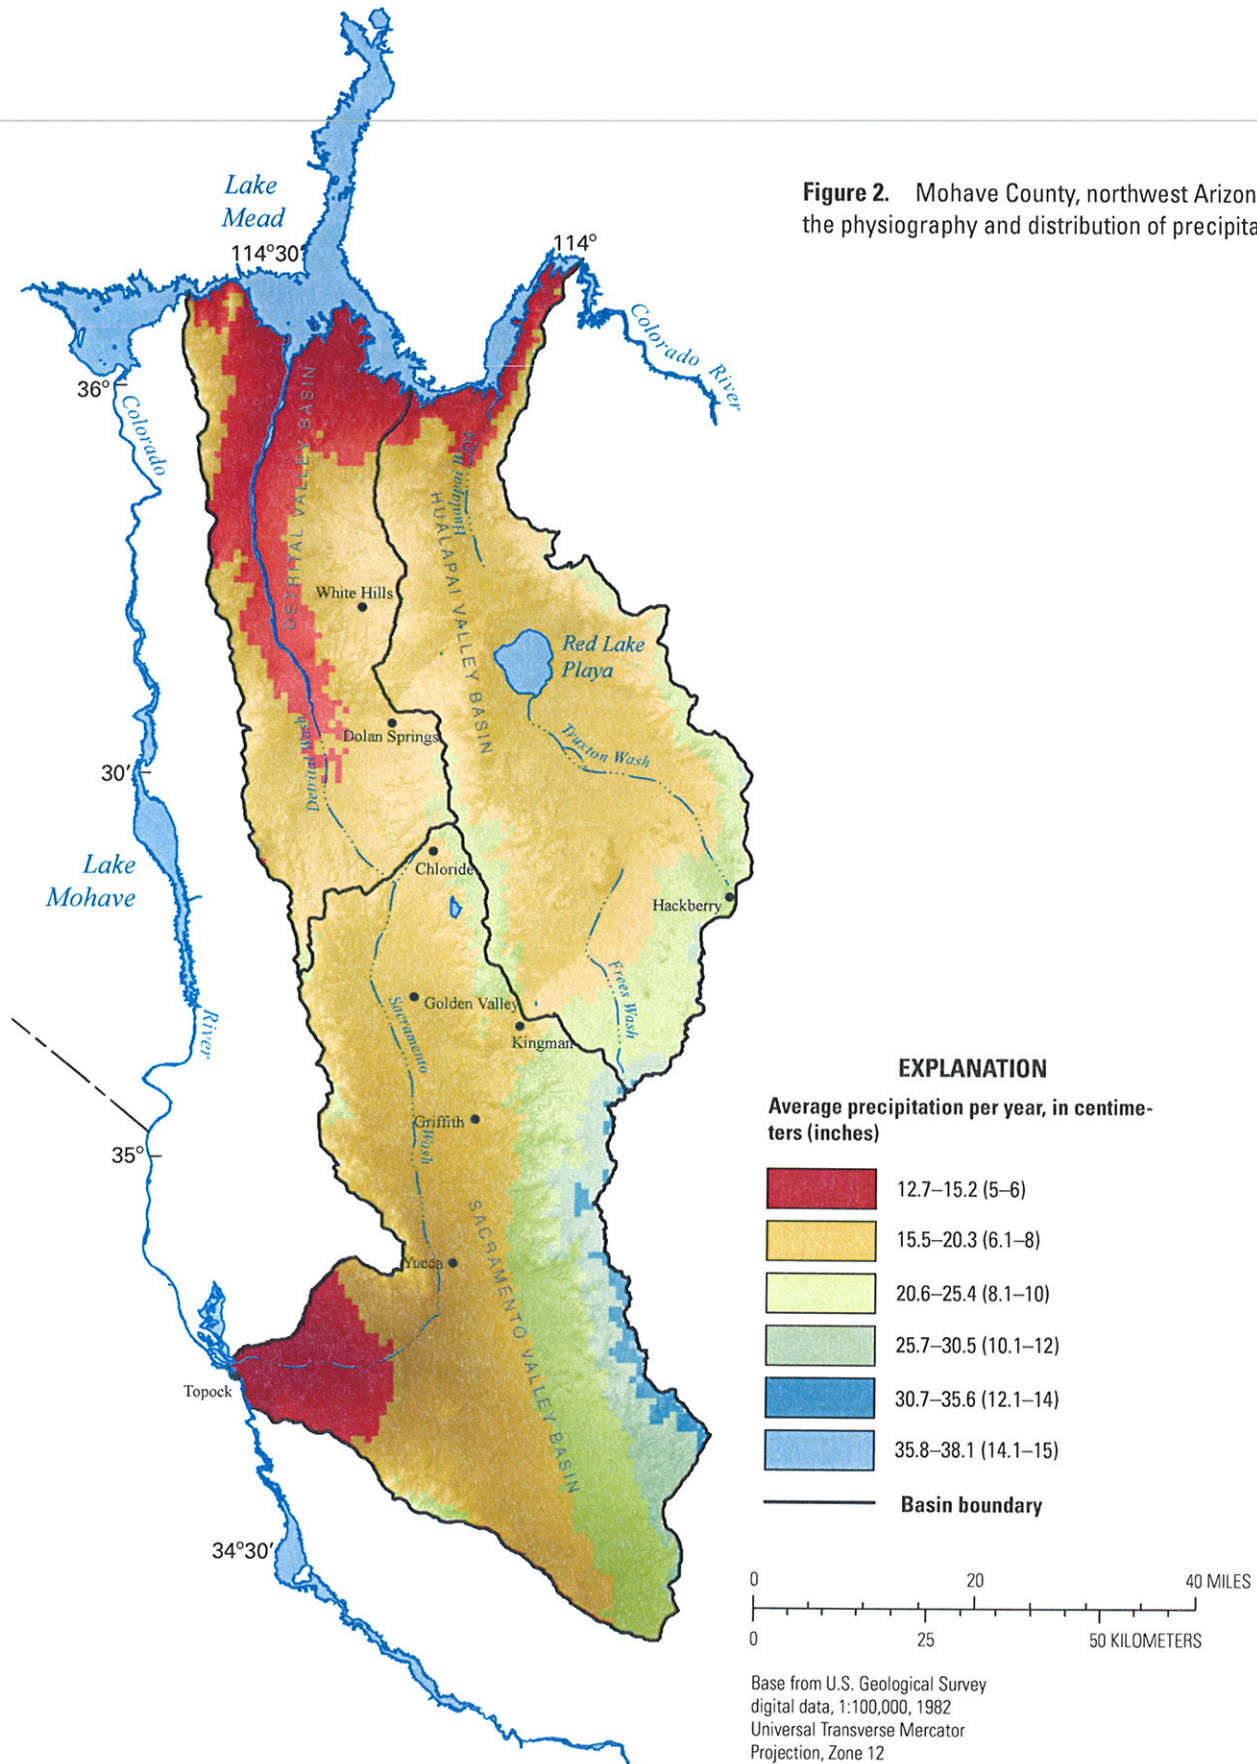 Figure 2. Mohave County, northwest Arizon
the physiography and distribution of precipita
Lake
Mead
114°30'
114°
Colorado River
36°
Colorado
DETRITAL VALLEY BASIN
HUALAPAI VALLEY BASIN
Hualapai Wash
White Hills
Red Lake
Playa
Detrital Wash
Dolan Springs
Truxton Wash
30'
Lake
Mohave
Chloride
Hackberry
Frees Wash
Golden Valley
Sacramento
Wash
Kingman
River
Griffith
35°
SACRAMENTO VALLEY BASIN
Yucca
Topock
34°30'
EXPLANATION
Average precipitation per year, in centime-
ters (inches)
12.7–15.2 (5–6)
15.5–20.3 (6.1–8)
20.6–25.4 (8.1–10)
25.7–30.5 (10.1–12)
30.7–35.6 (12.1–14)
35.8–38.1 (14.1–15)
Basin boundary
0 20 40 MILES
0 25 50 KILOMETERS
Base from U.S. Geological Survey
digital data, 1:100,000, 1982
Universal Transverse Mercator
Projection, Zone 12